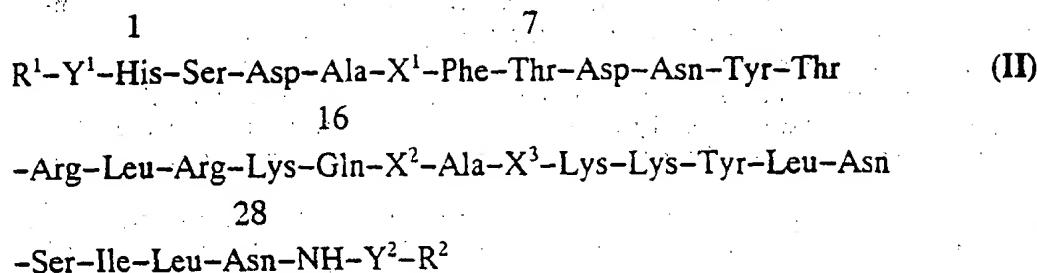 1 7
R¹–Y¹–His–Ser–Asp–Ala–X¹–Phe–Thr–Asp–Asn–Tyr–Thr (II)
16
-Arg–Leu–Arg–Lys–Gln–X²–Ala–X³–Lys–Lys–Tyr–Leu–Asn
28
-Ser–Ile–Leu–Asn–NH–Y²–R²